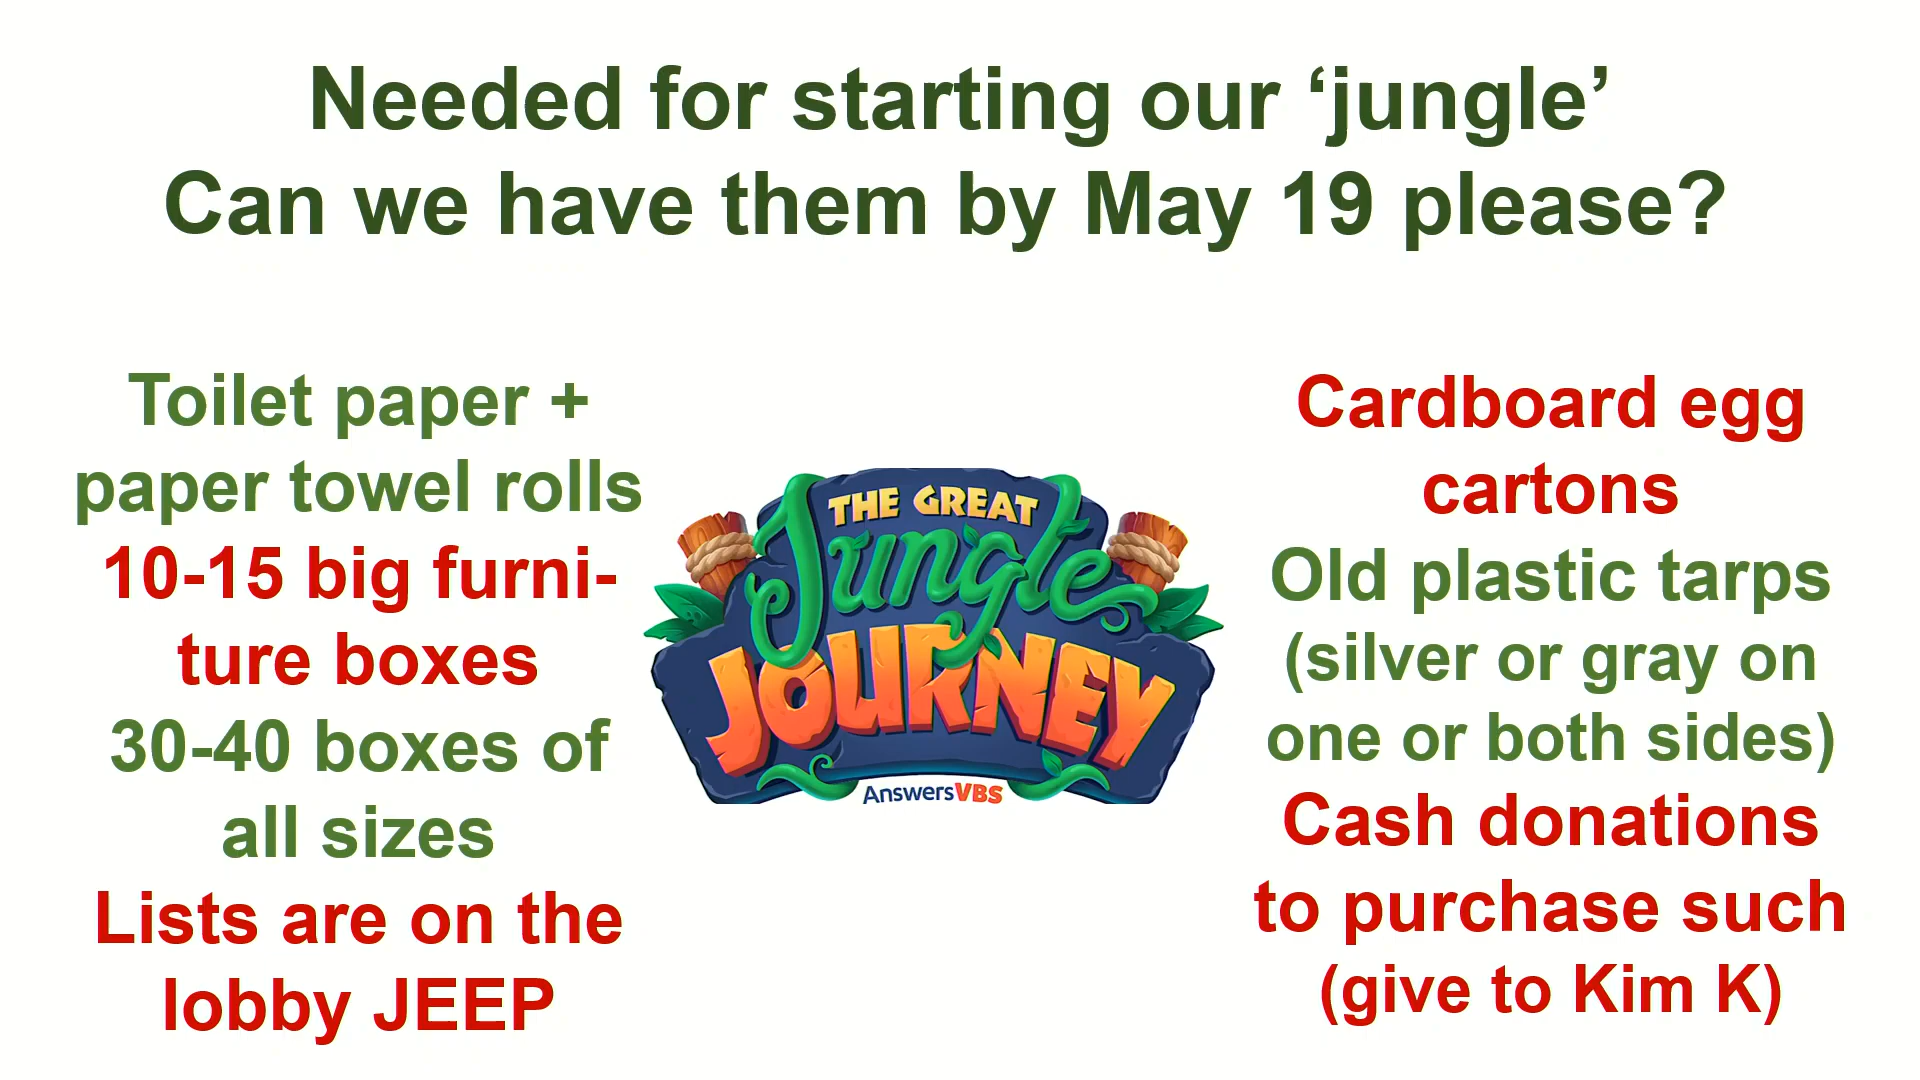 Needed for starting our ‘jungle’
Can we have them by May 19 please?
Toilet paper +
paper towel rolls
10-15 big furni-
ture boxes
30-40 boxes of
all sizes
Lists are on the
lobby JEEP
THE GREAT
Jungle
JOURNEY
AnswersVBS
Cardboard egg
cartons
Old plastic tarps
(silver or gray on
one or both sides)
Cash donations
to purchase such
(give to Kim K)